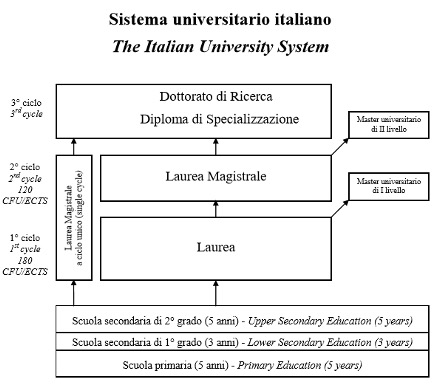 Sistema universitario italiano
The Italian University System
3° ciclo
3rd cycle
Dottorato di Ricerca
Diploma di Specializzazione
Master universitario
di II livello
2° ciclo
2nd cycle
120
CFU/ECTS
Laurea Magistrale
a ciclo unico (single cycle)
Laurea Magistrale
Master universitario
di I livello
1° ciclo
1st cycle
180
CFU/ECTS
Laurea
Scuola secondaria di 2° grado (5 anni) - Upper Secondary Education (5 years)
Scuola secondaria di 1° grado (3 anni) - Lower Secondary Education (3 years)
Scuola primaria (5 anni) - Primary Education (5 years)